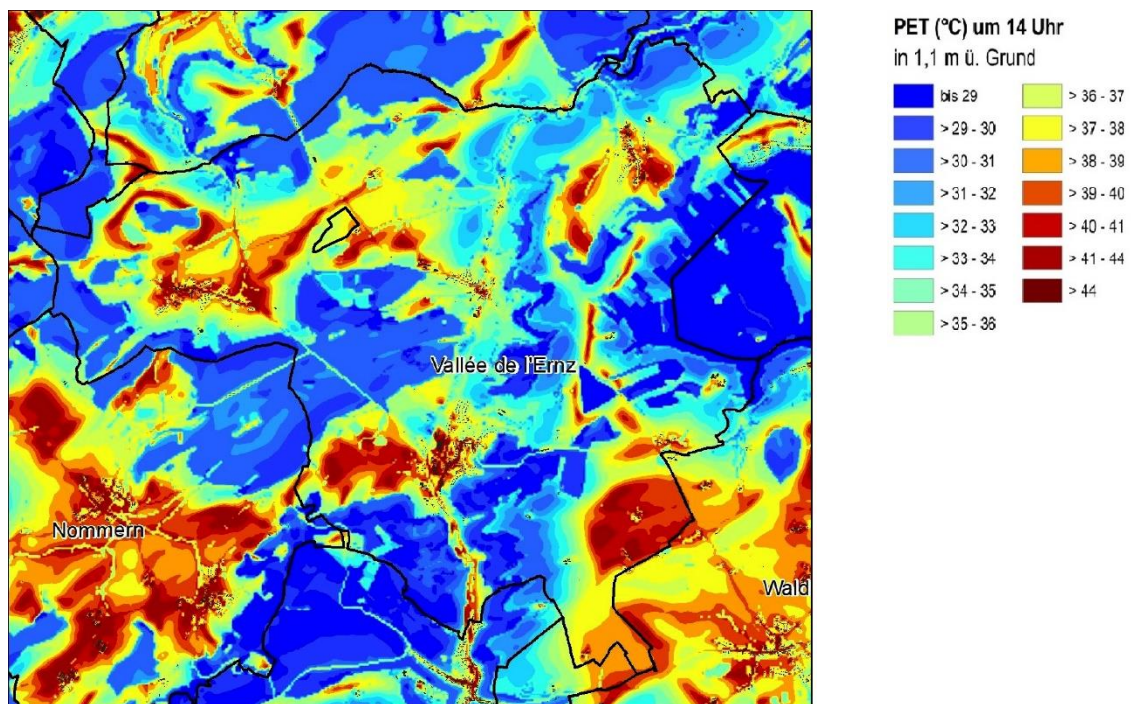 PET (°C) um 14 Uhr
in 1,1 m ü. Grund
bis 29
> 29 - 30
> 30 - 31
> 31 - 32
> 32 - 33
> 33 - 34
> 34 - 35
> 35 - 36
> 36 - 37
> 37 - 38
> 38 - 39
> 39 - 40
> 40 - 41
> 41 - 44
> 44
Vallée de l'Ernz
Nommern
Wald